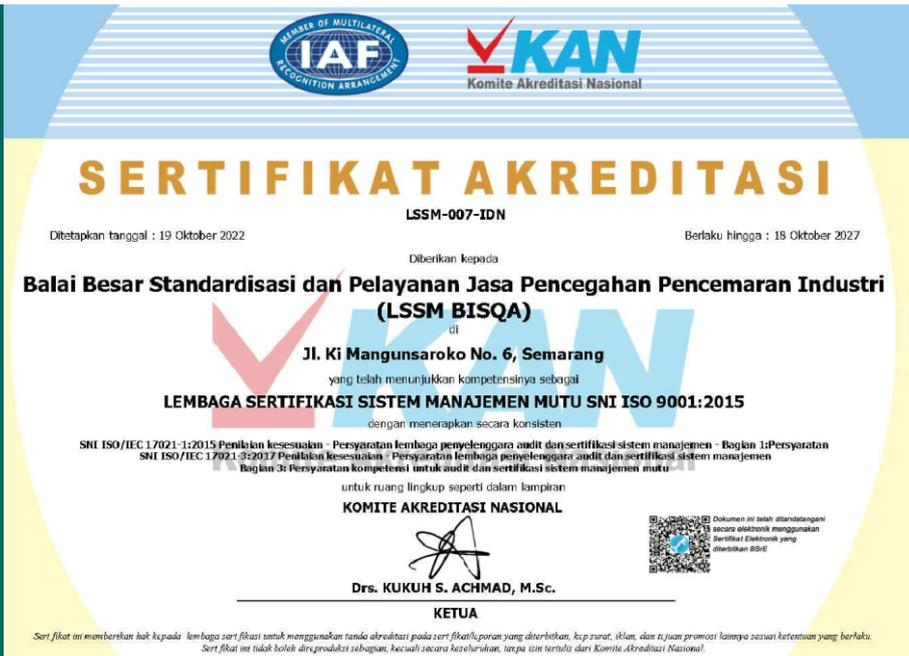 MEMBER OF MULTILATERAL
IAF
RECOGNITION ARRANGEMENT
KAN
Komite Akreditasi Nasional
SERTIFIKAT AKREDITASI
LSSM-007-IDN
Ditetapkan tanggal : 19 Oktober 2022
Berlaku hingga : 18 Oktober 2027
Diberikan kepada
Balai Besar Standardisasi dan Pelayanan Jasa Pencegahan Pencemaran Industri
(LSSM BISQA)
di
Jl. Ki Mangunsaroko No. 6, Semarang
yang telah menunjukkan kompetensinya sebagai
LEMBAGA SERTIFIKASI SISTEM MANAJEMEN MUTU SNI ISO 9001:2015
dengan menerapkan secara konsisten
SNI ISO/IEC 17021-1:2015 Penilaian kesesuaian - Persyaratan lembaga penyelenggara audit dan sertifikasi sistem manajemen - Bagian 1:Persyaratan
SNI ISO/IEC 17021-3:2017 Penilaian kesesuaian - Persyaratan lembaga penyelenggara audit dan sertifikasi sistem manajemen
Bagian 3: Persyaratan kompetensi untuk audit dan sertifikasi sistem manajemen mutu
untuk ruang lingkup seperti dalam lampiran
KOMITE AKREDITASI NASIONAL
Dokumen ini telah ditandatangani
secara elektronik menggunakan
Sertifikat Elektronik yang
diterbitkan BSrE
Drs. KUKUH S. ACHMAD, M.Sc.
KETUA
Sertifikat ini memberikan hak kepada lembaga sertifikasi untuk menggunakan tanda akreditasi pada sertifikat/laporan yang diterbitkan, kop surat, iklan, dan tujuan promosi lainnya sesuai ketentuan yang berlaku.
Sertifikat ini tidak boleh direproduksi sebagian, kecuali secara keseluruhan, tanpa izin tertulis dari Komite Akreditasi Nasional.